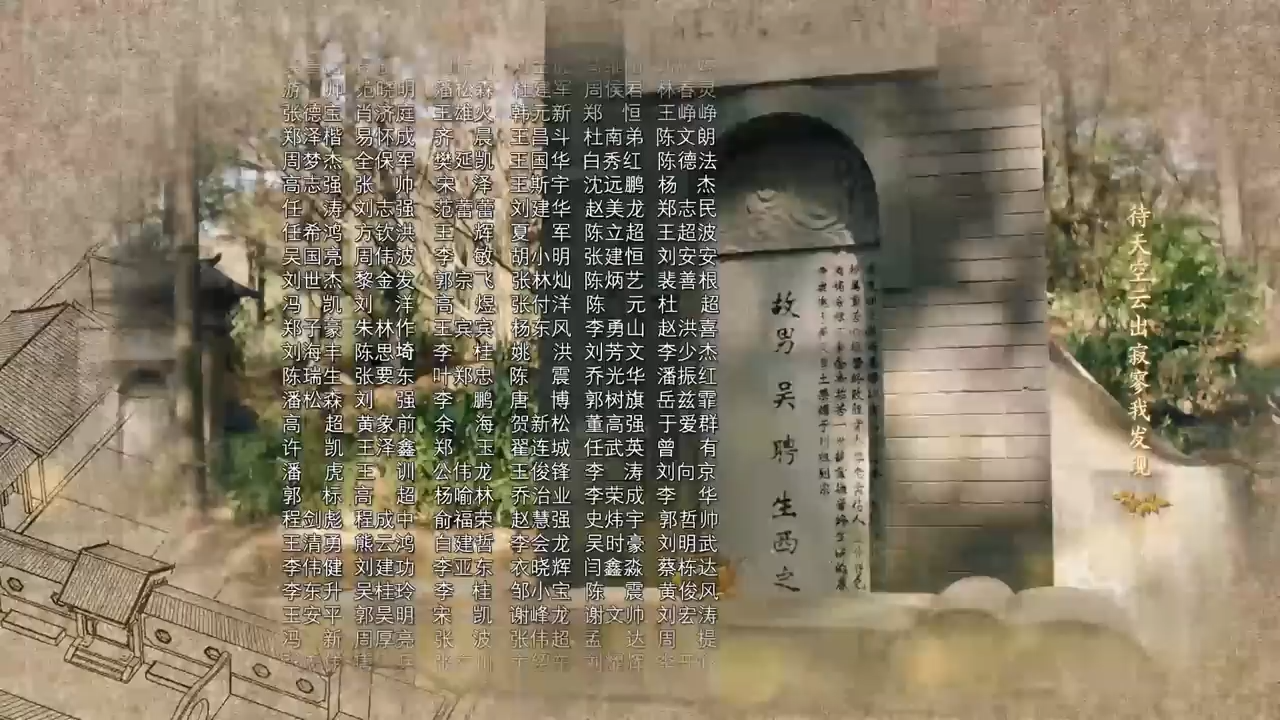 游 帅 范晓明 潘松森 杜建军 周侯君 林春灵
张德宝 肖济庭 王雄火 韩元新 郑 恒 王峥峥
郑泽楷 易怀成 齐 晨 王昌斗 杜南弟 陈文朗
周梦杰 全保军 樊延凯 王国华 白秀红 陈德法
高志强 张 帅 宋 泽 王斯宇 沈远鹏 杨 杰
任 涛 刘志强 范蕾蕾 刘建华 赵美龙 郑志民
任希鸿 方钦洪 王 辉 夏 军 陈立超 王超波
吴国亮 周伟波 李 敏 胡小明 张建恒 刘安安
刘世杰 黎金发 郭宗飞 张林灿 陈炳艺 裴善根
冯 凯 刘 洋 高 煜 张付洋 陈 元 杜 超
郑子豪 朱林作 王宾宾 杨东风 李勇山 赵洪喜
刘海丰 陈思埼 李 桂 姚 洪 刘芳文 李少杰
陈瑞生 张要东 叶郑忠 陈 震 乔光华 潘振红
潘松森 刘 强 李 鹏 唐 博 郭树旗 岳兹霏
高 超 黄象前 余 海 贺新松 董高强 于爱群
许 凯 王泽鑫 郑 玉 翟连城 任武英 曾 有
潘 虎 王 训 公伟龙 王俊锋 李 涛 刘向京
郭 标 高 超 杨喻林 乔治业 李荣成 李 华
程剑彪 程成中 俞福荣 赵慧强 史炜宇 郭哲帅
王清勇 熊云鸿 白建哲 李会龙 吴时豪 刘明武
李伟健 刘建功 李亚东 衣晓辉 闫鑫淼 蔡栋达
李东升 吴桂玲 李 桂 邹小宝 陈 震 黄俊风
王安平 郭昊明 宋 凯 谢峰龙 谢文帅 刘宏涛
冯 新 周厚亮 张 波 张伟超 孟 达 周 提
故男吴聘生西之
待天空云出寂寥我发现